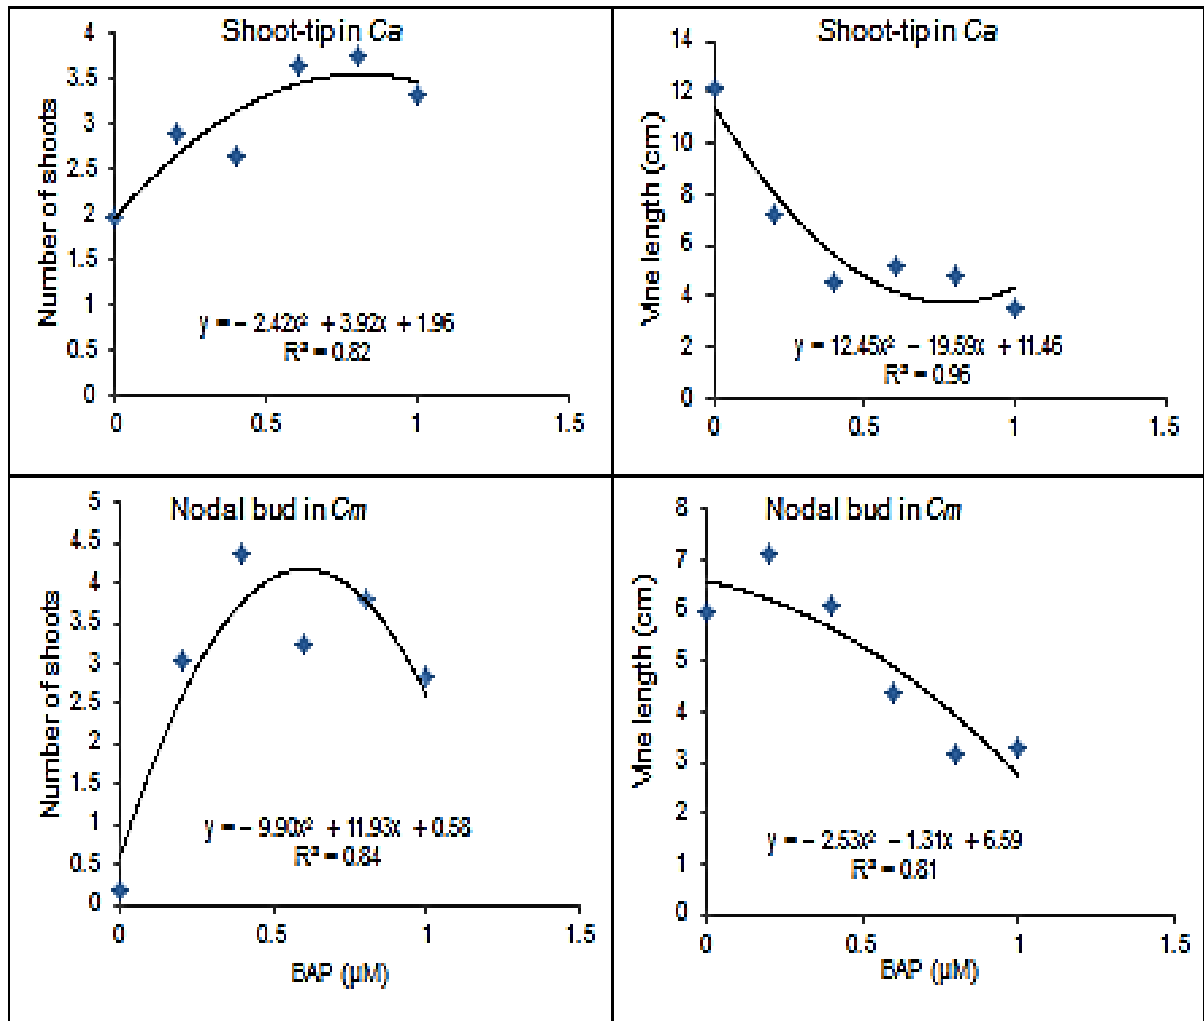 Shoot-tip in Ca
Number of shoots
4
3.5
3
2.5
2
1.5
1
0.5
0
y = − 2.42x² + 3.92x + 1.96
R² = 0.82
0 0.5 1 1.5
Shoot-tip in Ca
Vine length (cm)
14
12
10
8
6
4
2
0
y = 12.45x² − 19.59x + 11.46
R² = 0.96
0 0.5 1 1.5
Nodal bud in Cm
Number of shoots
5
4.5
4
3.5
3
2.5
2
1.5
1
0.5
0
y = − 9.90x² + 11.93x + 0.58
R² = 0.84
0 0.5 1 1.5
BAP (µM)
Nodal bud in Cm
Vine length (cm)
8
7
6
5
4
3
2
1
0
y = − 2.53x² − 1.31x + 6.59
R² = 0.81
0 0.5 1 1.5
BAP (µM)